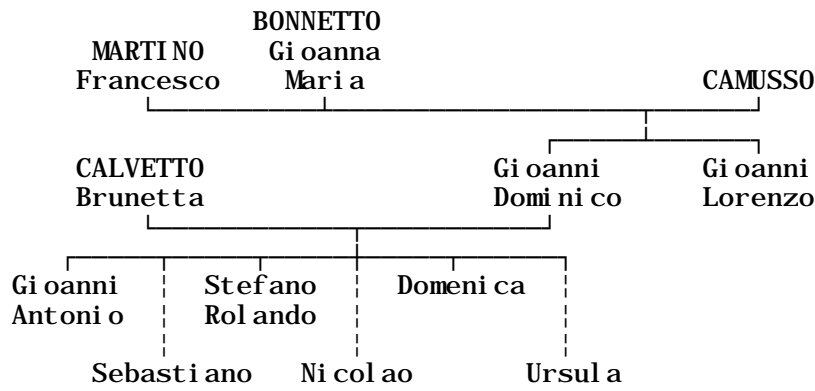 BONNETTO
MARTINO Gioanna
Francesco Maria CAMUSSO
CALVETTO Gioanni Gioanni
Brunetta Dominico Lorenzo
Gioanni Stefano Domenica
Antonio Rolando
Sebastiano Nicolao Ursula